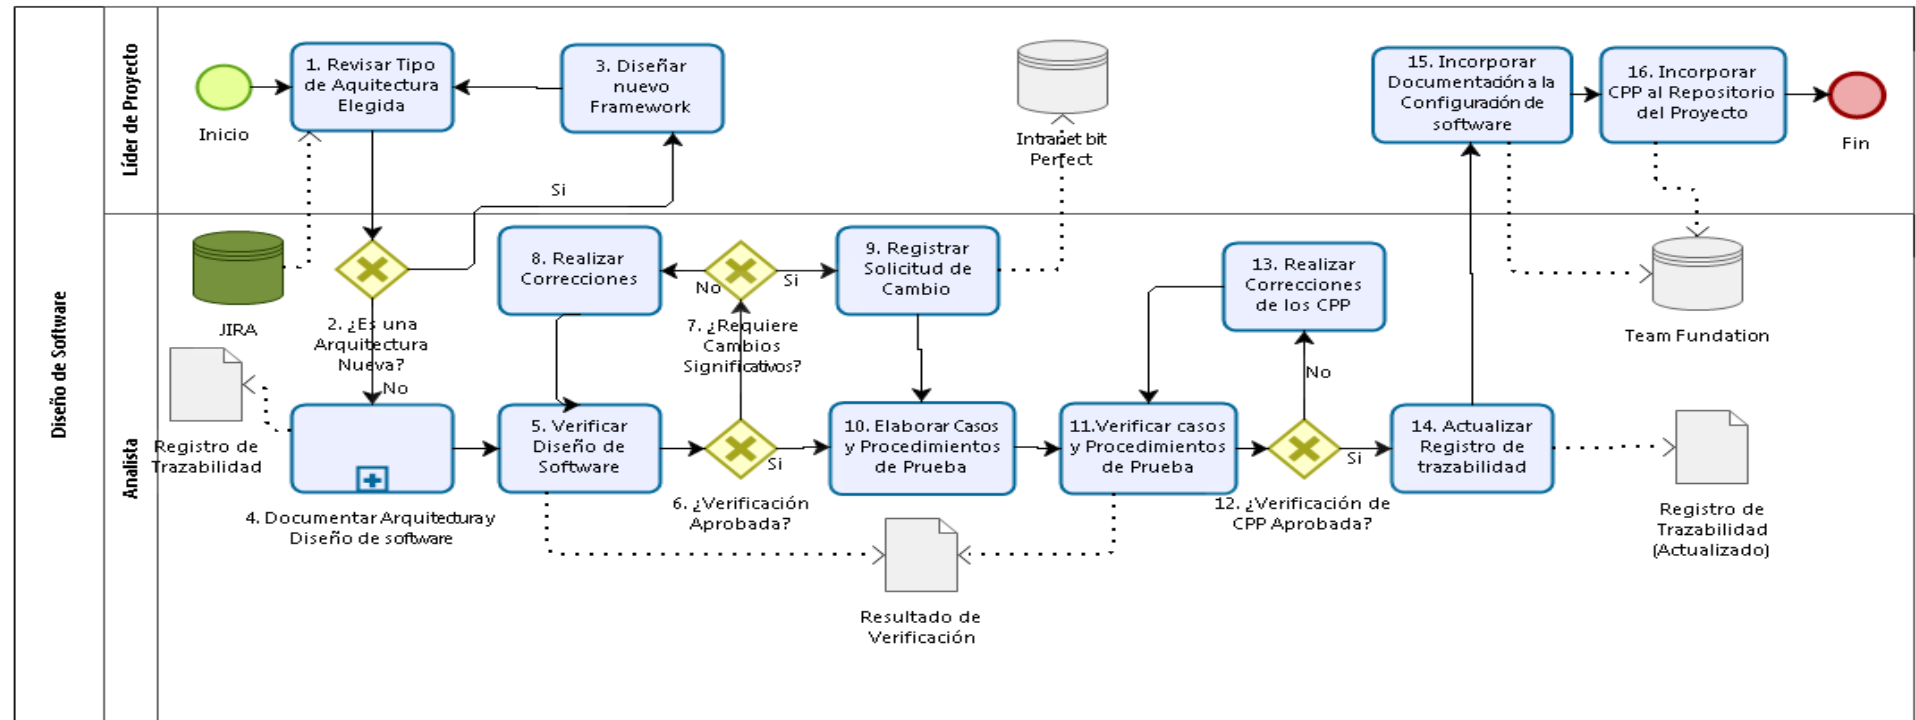 Diseño de Software
Líder de Proyecto
Analista
Inicio
1. Revisar Tipo
de Aquitectura
Elegida
3. Diseñar
nuevo
Framework
Si
Intranet bit
Perfect
15. Incorporar
Documentación a la
Configuración de
software
16. Incorporar
CPP al Repositorio
del Proyecto
Fin
JIRA
2. ¿Es una
Arquitectura
Nueva?
No
8. Realizar
Correcciones
No
Si
7. ¿Requiere
Cambios
Significativos?
9. Registrar
Solicitud de
Cambio
13. Realizar
Correcciones
de los CPP
No
Team Fundation
Registro de
Trazabilidad
4. Documentar Arquitectura y
Diseño de software
5. Verificar
Diseño de
Software
Si
6. ¿Verificación
Aprobada?
10. Elaborar Casos
y Procedimientos
de Prueba
11.Verificar casos
y Procedimientos
de Prueba
Si
12. ¿Verificación de
CPP Aprobada?
14. Actualizar
Registro de
trazabilidad
Registro de
Trazabilidad
(Actualizado)
Resultado de
Verificación